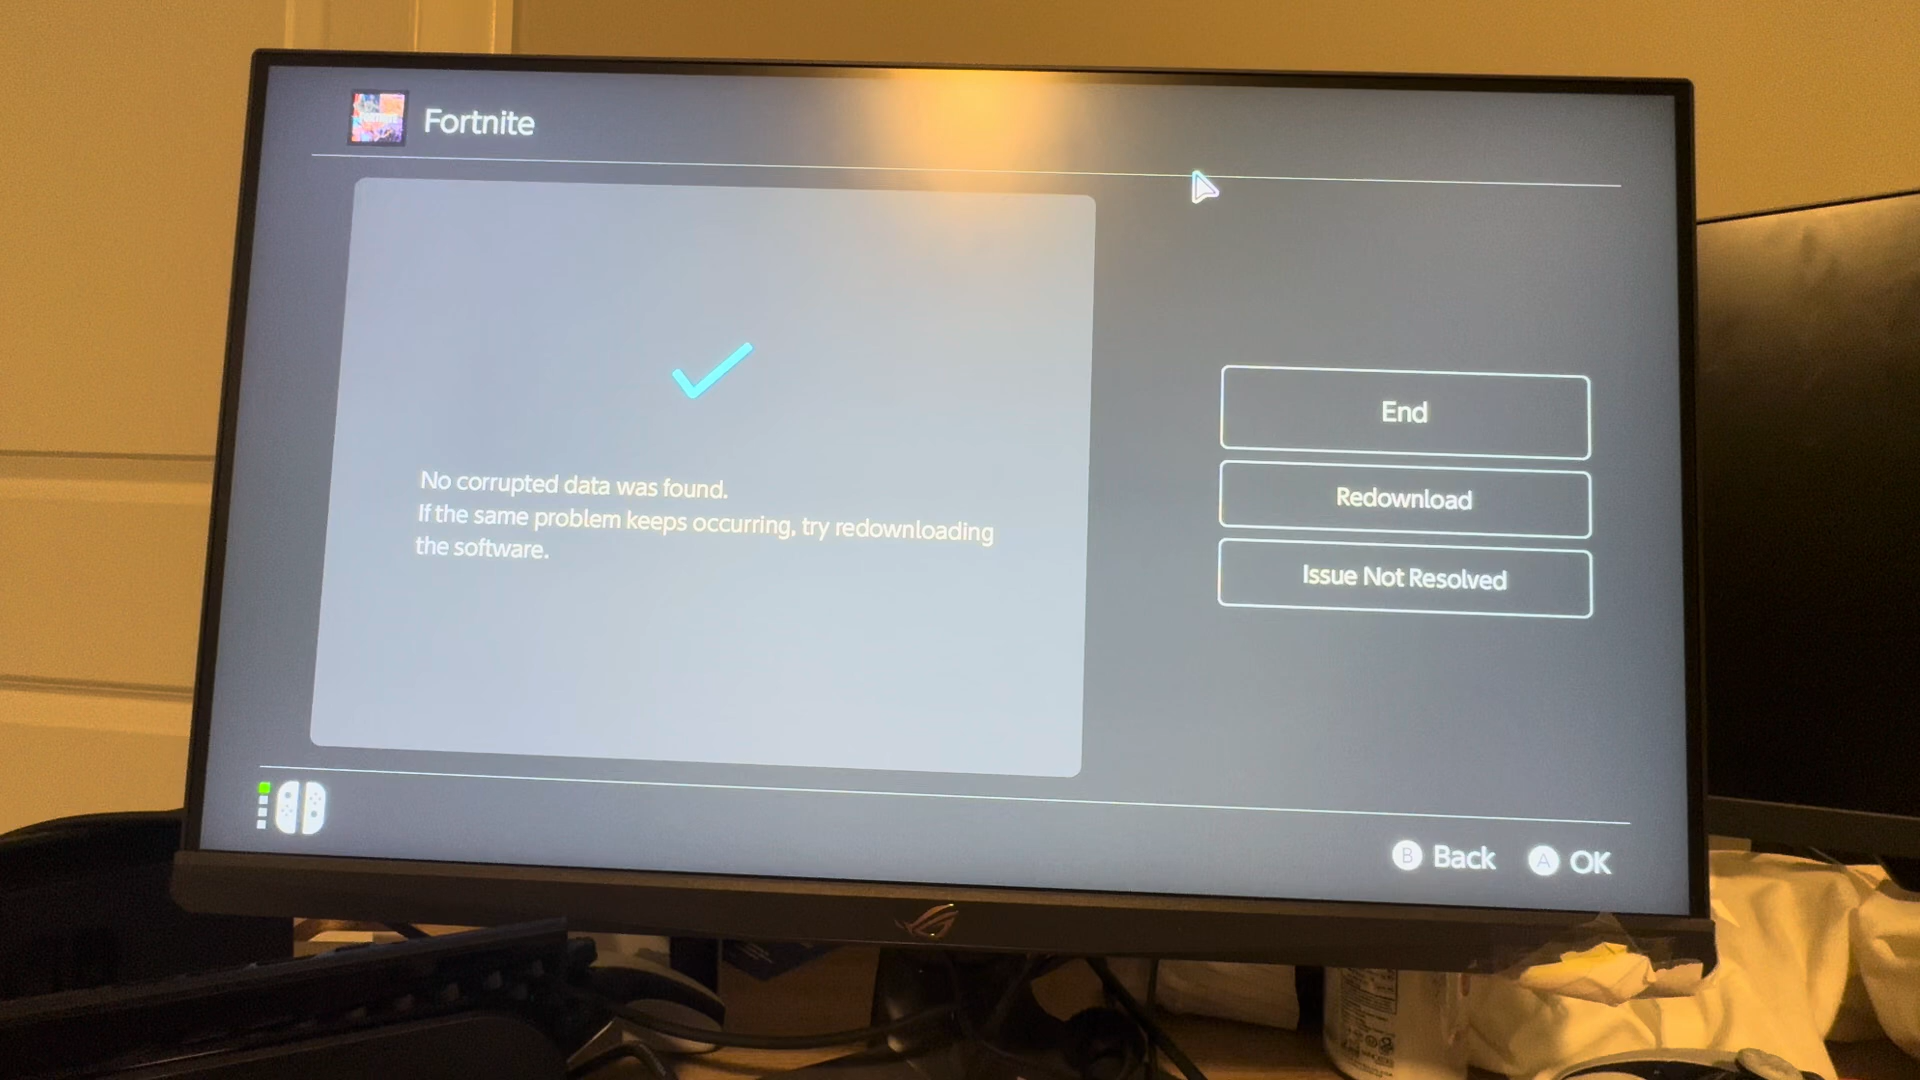 Fortnite
No corrupted data was found.
If the same problem keeps occurring, try redownloading
the software.
End
Redownload
Issue Not Resolved
B Back
A OK